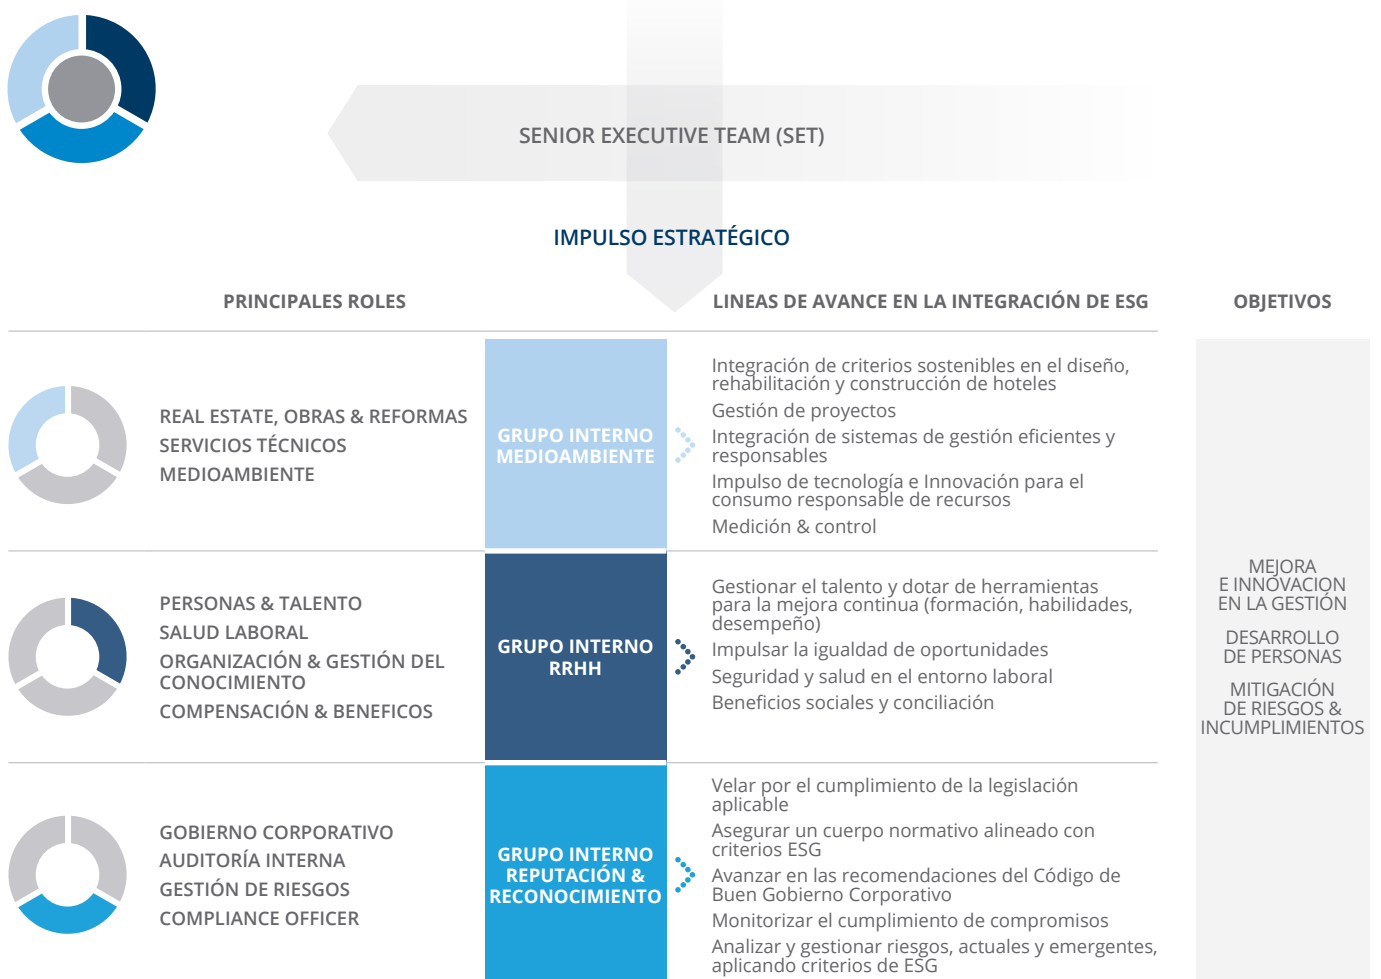 SENIOR EXECUTIVE TEAM (SET)
IMPULSO ESTRATÉGICO
PRINCIPALES ROLES
LINEAS DE AVANCE EN LA INTEGRACIÓN DE ESG
OBJETIVOS
REAL ESTATE, OBRAS & REFORMAS
SERVICIOS TÉCNICOS
MEDIOAMBIENTE
GRUPO INTERNO
MEDIOAMBIENTE
Integración de criterios sostenibles en el diseño,
rehabilitación y construcción de hoteles
Gestión de proyectos
Integración de sistemas de gestión eficientes y
responsables
Impulso de tecnología e Innovación para el
consumo responsable de recursos
Medición & control
PERSONAS & TALENTO
SALUD LABORAL
ORGANIZACIÓN & GESTIÓN DEL
CONOCIMIENTO
COMPENSACIÓN & BENEFICOS
GRUPO INTERNO
RRHH
Gestionar el talento y dotar de herramientas
para la mejora continua (formación, habilidades,
desempeño)
Impulsar la igualdad de oportunidades
Seguridad y salud en el entorno laboral
Beneficios sociales y conciliación
GOBIERNO CORPORATIVO
AUDITORÍA INTERNA
GESTIÓN DE RIESGOS
COMPLIANCE OFFICER
GRUPO INTERNO
REPUTACIÓN &
RECONOCIMIENTO
Velar por el cumplimiento de la legislación
aplicable
Asegurar un cuerpo normativo alineado con
criterios ESG
Avanzar en las recomendaciones del Código de
Buen Gobierno Corporativo
Monitorizar el cumplimiento de compromisos
Analizar y gestionar riesgos, actuales y emergentes,
aplicando criterios de ESG
MEJORA
E INNOVACION
EN LA GESTIÓN
DESARROLLO
DE PERSONAS
MITIGACIÓN
DE RIESGOS &
INCUMPLIMIENTOS